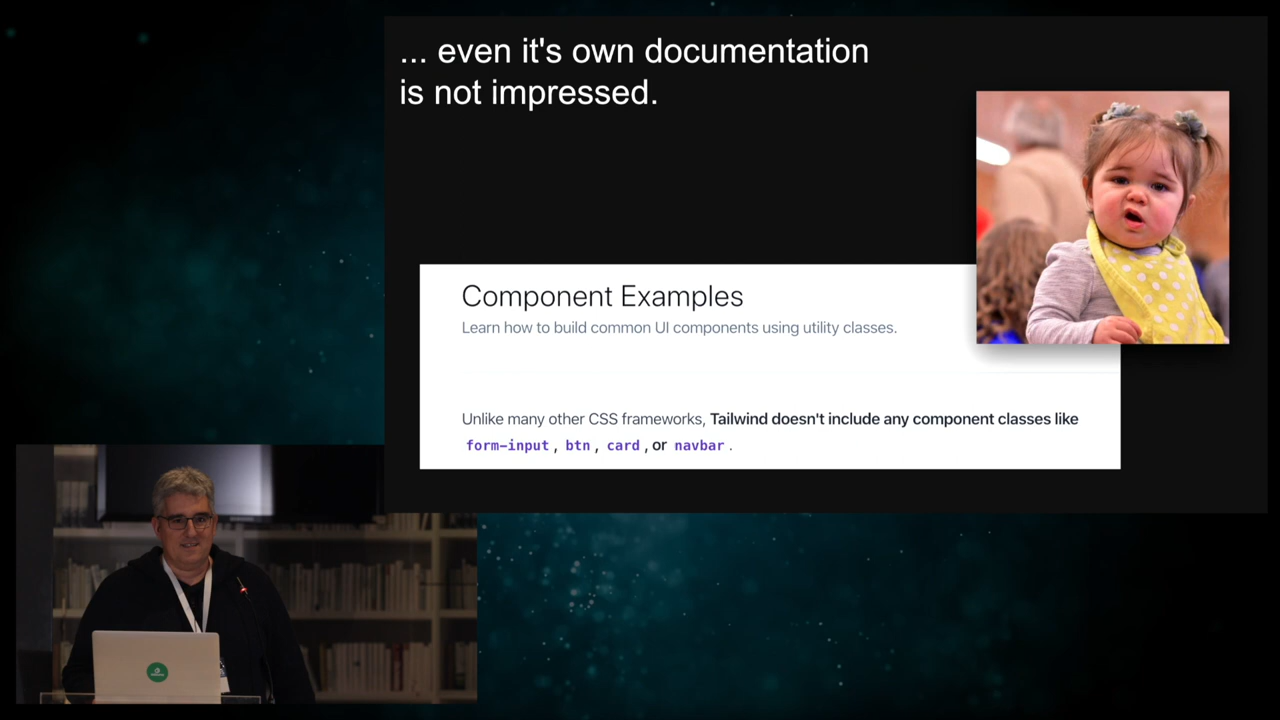 ... even it's own documentation
is not impressed.
Component Examples
Learn how to build common UI components using utility classes.
Unlike many other CSS frameworks, Tailwind doesn't include any component classes like
form-input, btn, card, or navbar.